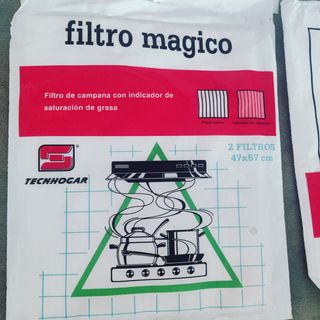 filtro magico
Filtro de campana con indicador de
saturación de grasa
TECNHOGAR
2 FILTROS
47x57 cm